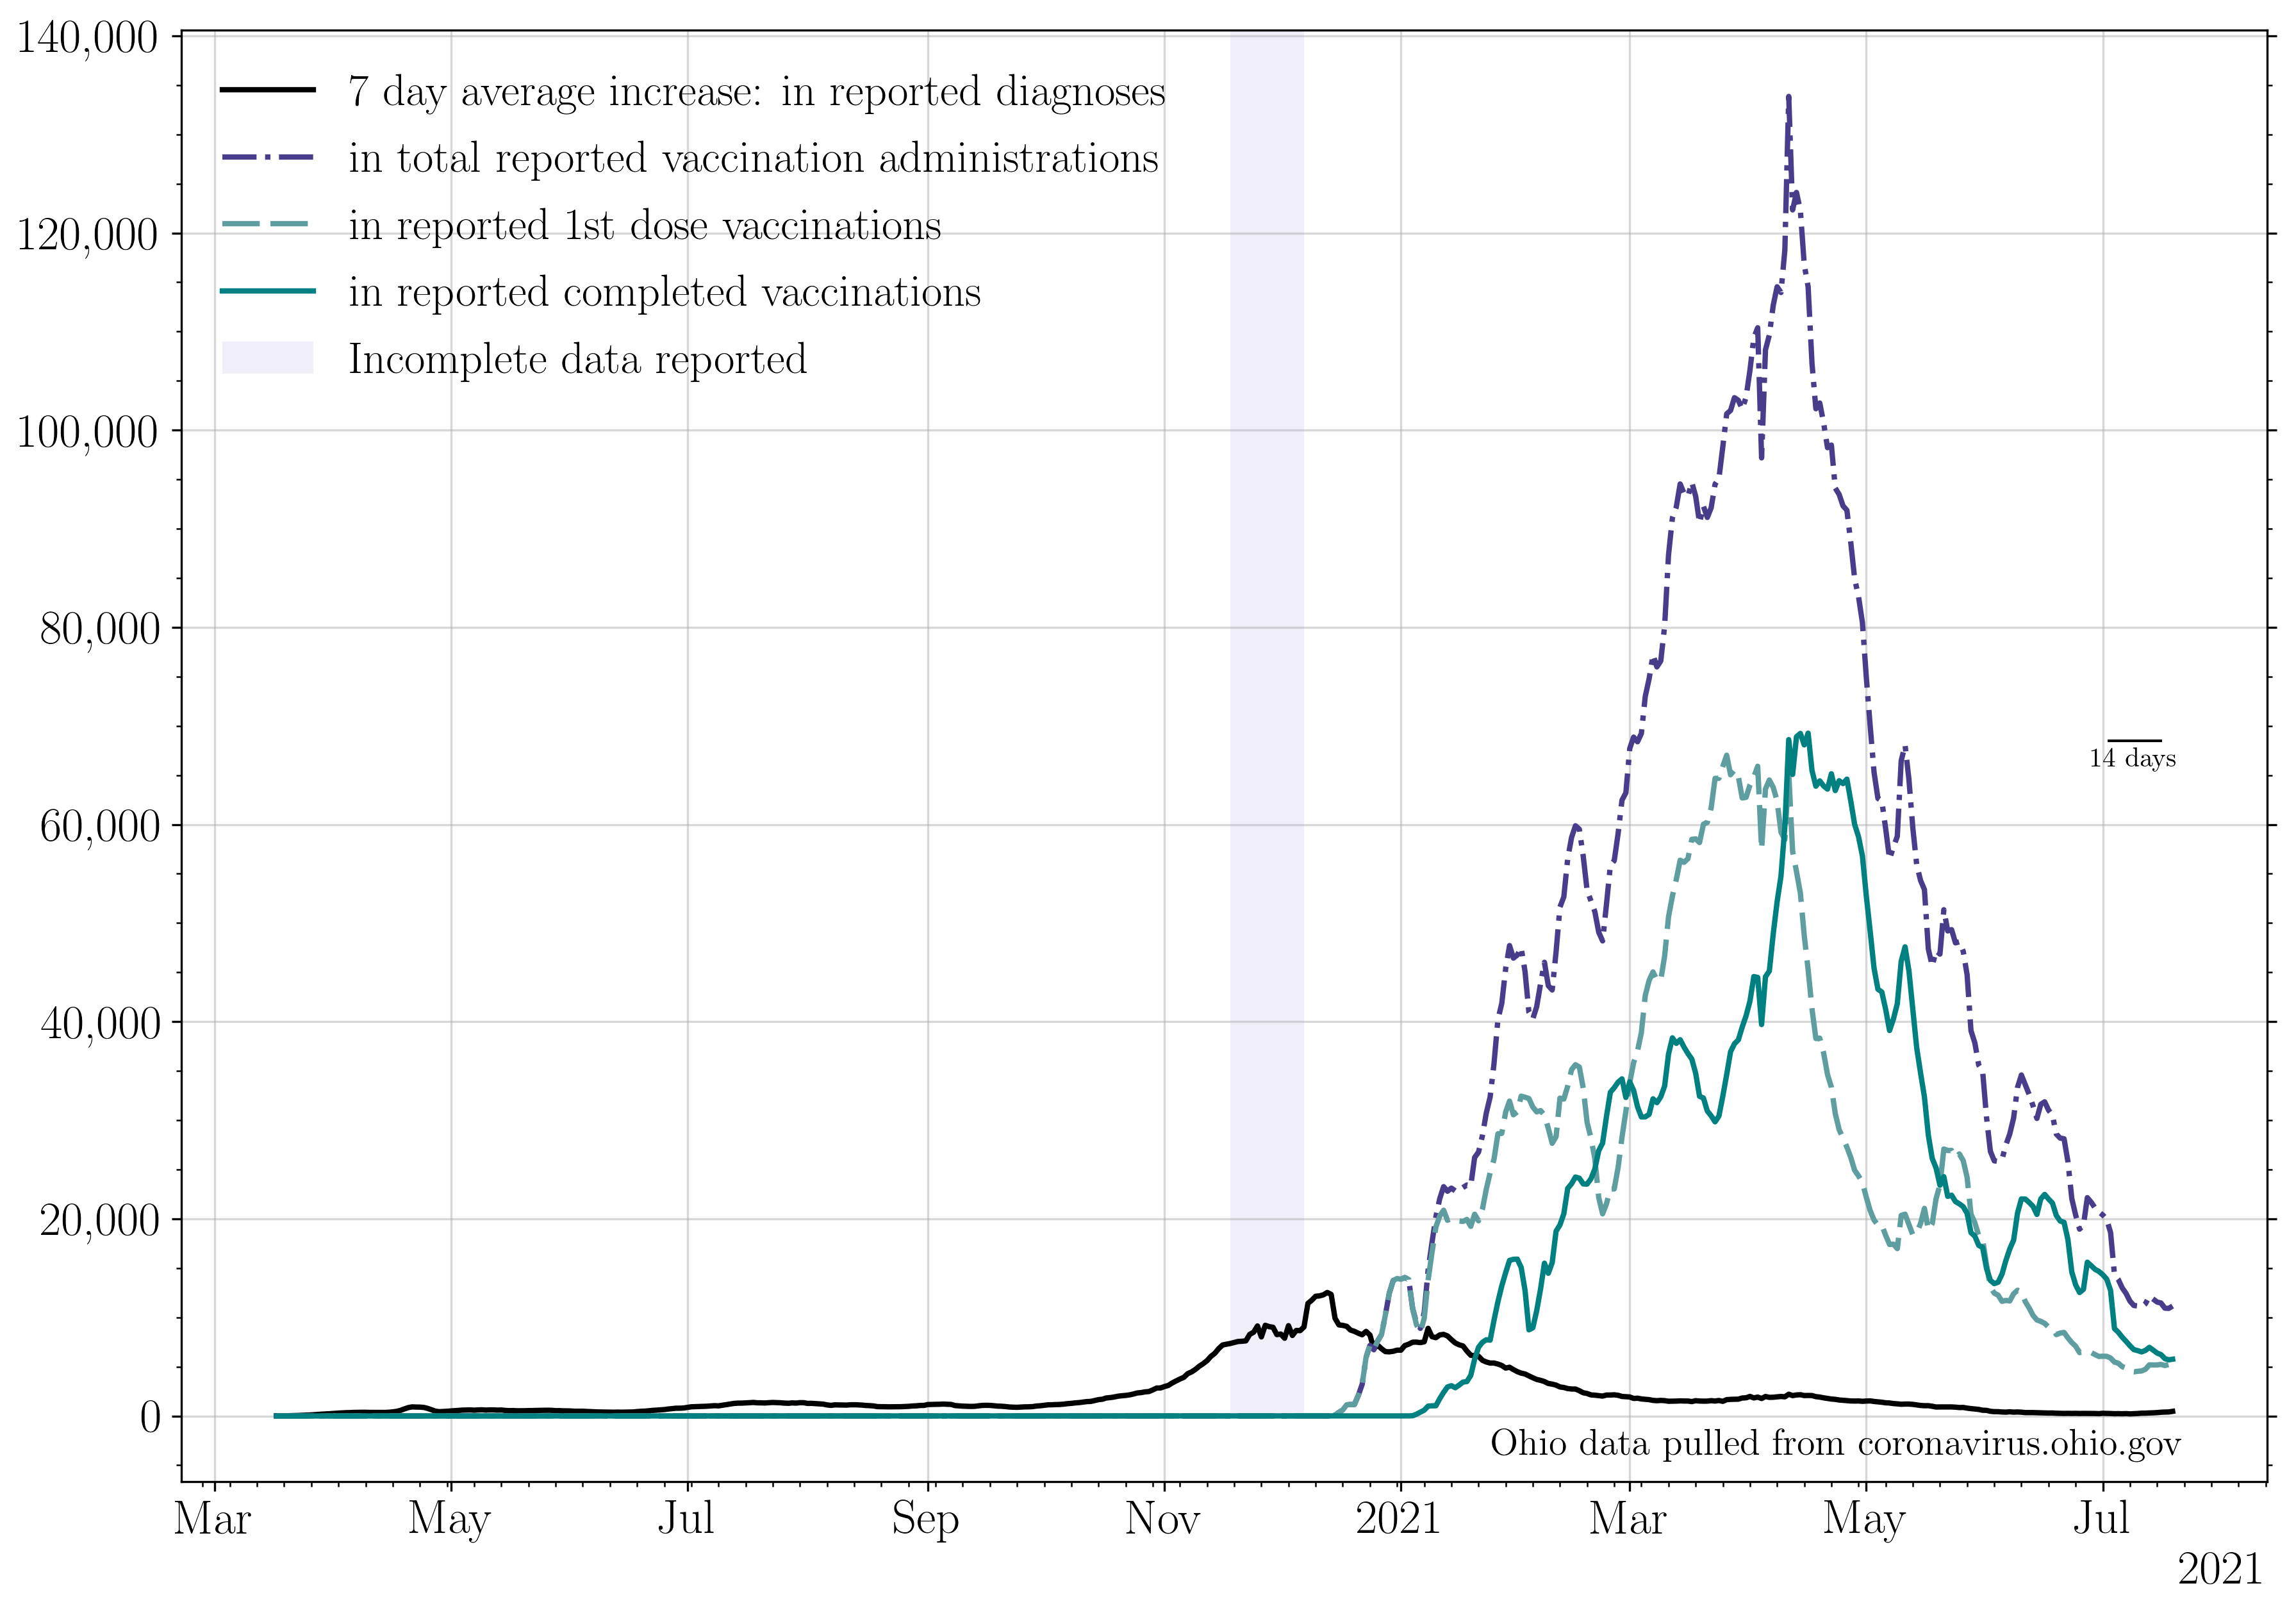 140,000
120,000
100,000
80,000
60,000
40,000
20,000
0
7 day average increase: in reported diagnoses
in total reported vaccination administrations
in reported 1st dose vaccinations
in reported completed vaccinations
Incomplete data reported
14 days
Ohio data pulled from coronavirus.ohio.gov
Mar May Jul Sep Nov 2021 Mar May Jul
2021